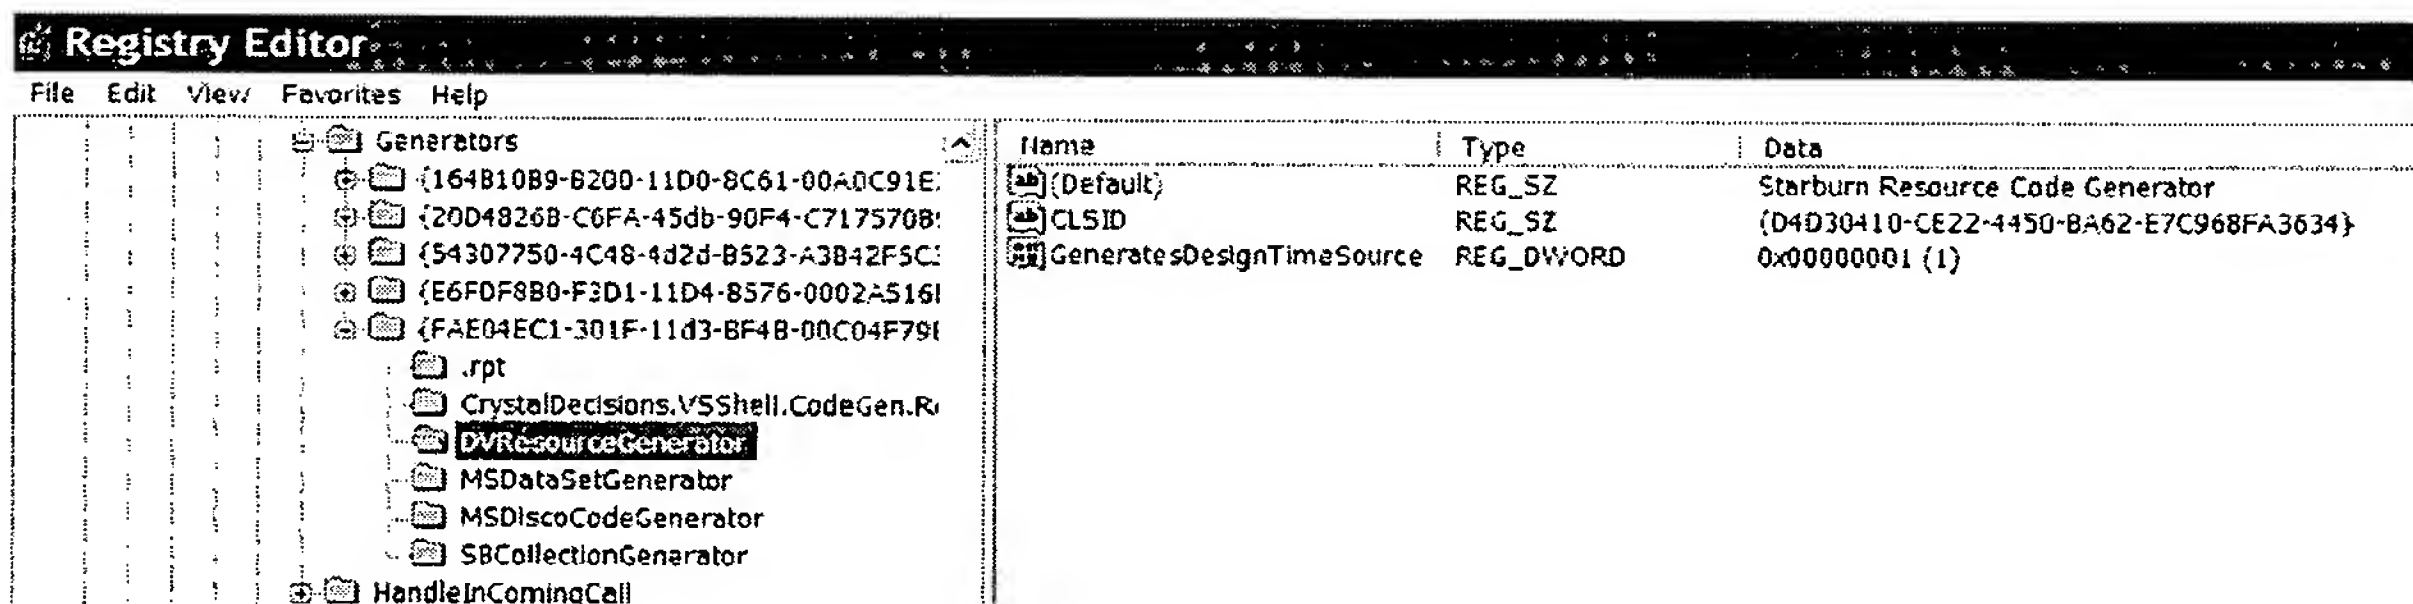 Registry Editor
File Edit View Favorites Help
Generators
{164B10B9-B200-11D0-8C61-00A0C91E
{20D4826B-C6FA-45db-90F4-C717570B
{54307750-4C48-4d2d-B523-A3B42F5C
{E6FDF8B0-F3D1-11D4-8576-0002A516
{FAE04EC1-301F-11d3-BF4B-00C04F79
.rpt
CrystalDecisions.VSShell.CodeGen.R
DVResourceGenerator
MSDataSetGenerator
MSDiscoCodeGenerator
SBCollectionGenerator
HandleInComingCall
Name Type Data
(Default) REG_SZ Starburn Resource Code Generator
CLSID REG_SZ {D4D30410-CE22-4450-BA62-E7C968FA3634}
GeneratesDesignTimeSource REG_DWORD 0x00000001 (1)